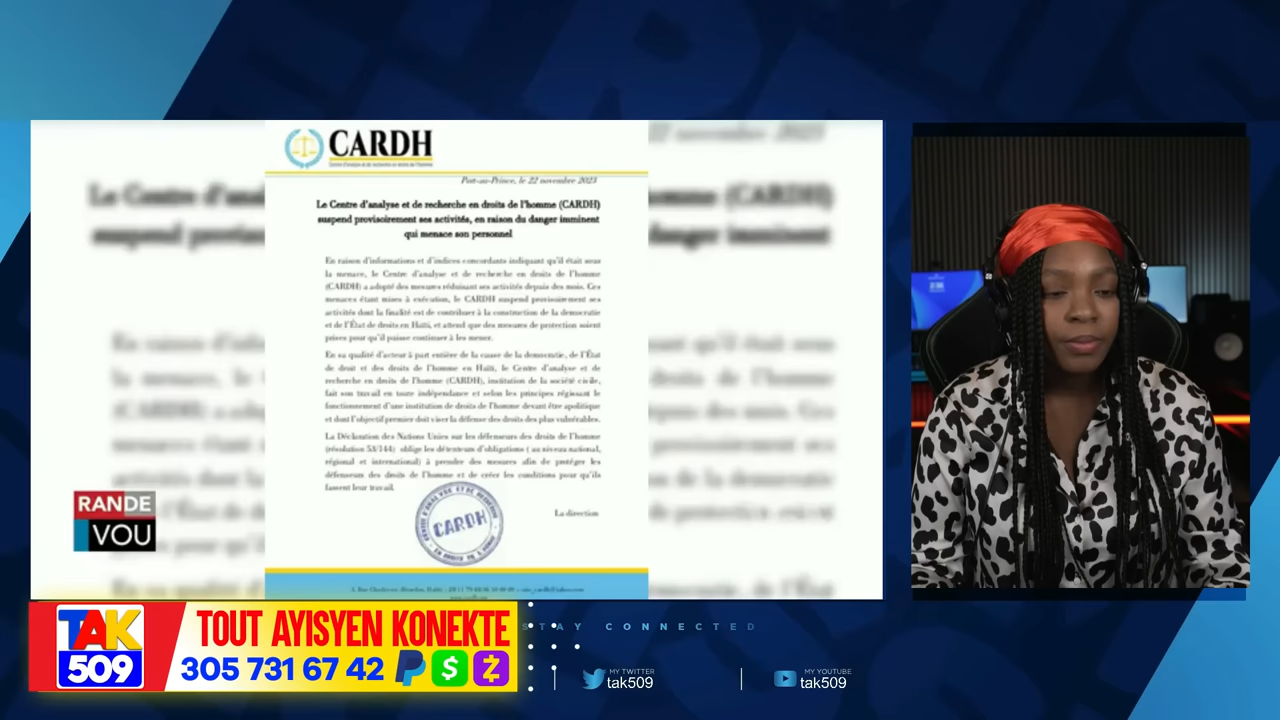 CARDH
Centre d'analyse et de recherche en droits de l'homme
Port-au-Prince, le 22 novembre 2023
Le Centre d'analyse et de recherche en droits de l'homme (CARDH)
suspend provisoirement ses activités, en raison du danger imminent
qui menace son personnel
En raison d'informations et d'indices concordants indiquant qu'il était sous
la menace, le Centre d'analyse et de recherche en droits de l'homme
(CARDH) a adopté des mesures réduisant ses activités depuis des mois. Ces
menaces étant mises à exécution, le CARDH suspend provisoirement ses
activités dont la finalité est de contribuer à la construction de la démocratie
et de l'État de droits en Haïti, et attend que des mesures de protection soient
prises pour qu'il puisse continuer à les mener.
En sa qualité d'acteur à part entière de la cause de la démocratie, de l'État
de droit et des droits de l'homme en Haïti, le Centre d'analyse et de
recherche en droits de l'homme (CARDH), institution de la société civile,
fait son travail en toute indépendance et selon les principes régissant le
fonctionnement d'une institution de droits de l'homme devant être apolitique
et dont l'objectif premier doit viser la défense des droits des plus vulnérables.
La Déclaration des Nations Unies sur les défenseurs des droits de l'homme
(résolution 53/144) oblige les détenteurs d'obligations ( au niveau national,
régional et international) à prendre des mesures afin de protéger les
défenseurs des droits de l'homme et de créer les conditions pour qu'ils
fassent leur travail.
La direction
CARDH
RANDE
VOU
TAK
509
TOUT AYISYEN KONEKTE
305 731 67 42
STAY CONNECTED
MY TWITTER
tak509
MY YOUTUBE
tak509